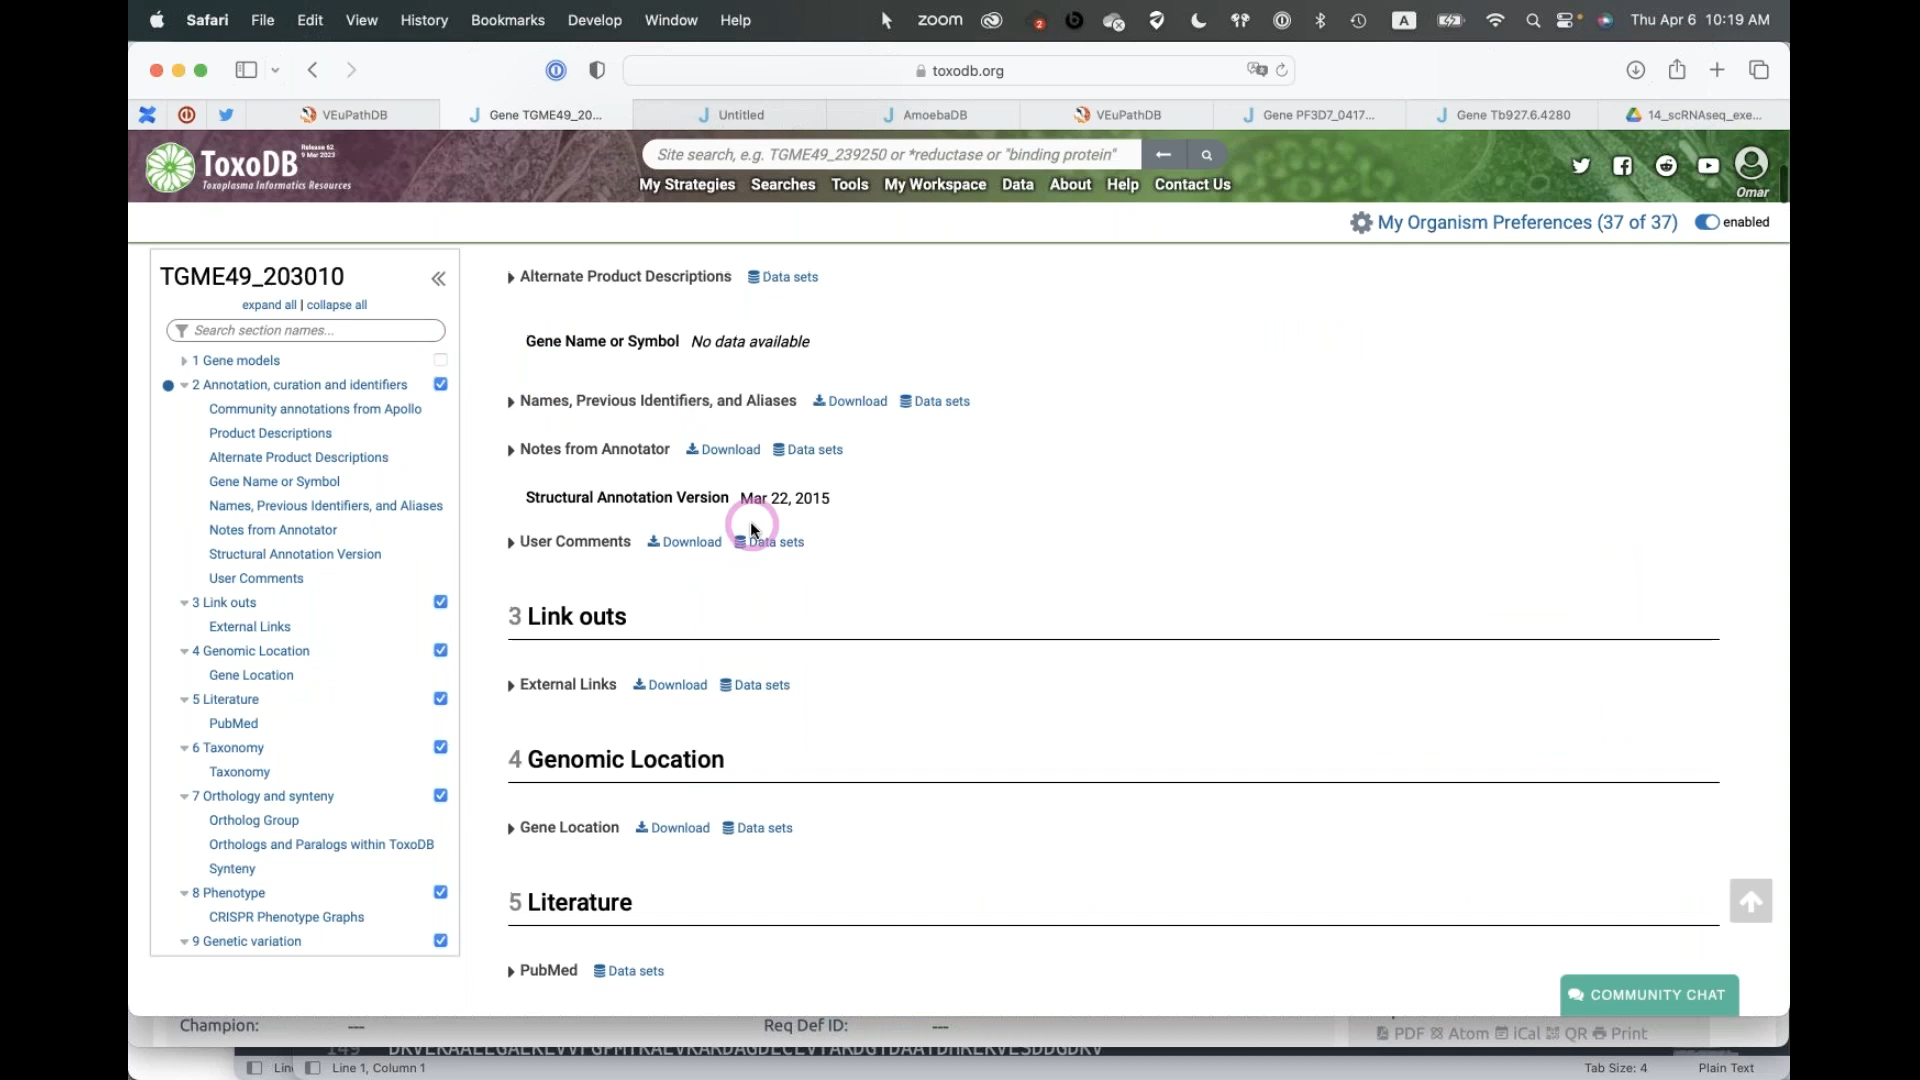 Safari File Edit View History Bookmarks Develop Window Help zoom 2 A Thu Apr 6 10:19 AM
toxodb.org
VEuPathDB Gene TGME49_20... Untitled AmoebaDB VEuPathDB Gene PF3D7_0417... Gene Tb927.6.4280 14_scRNAseq_exe...
ToxoDB Release 62
9 Mar 2023
Toxoplasma Informatics Resources
Site search, e.g. TGME49_239250 or *reductase or "binding protein"
My Strategies Searches Tools My Workspace Data About Help Contact Us
Omar
My Organism Preferences (37 of 37) enabled
TGME49_203010
expand all | collapse all
Search section names...
1 Gene models
2 Annotation, curation and identifiers
Community annotations from Apollo
Product Descriptions
Alternate Product Descriptions
Gene Name or Symbol
Names, Previous Identifiers, and Aliases
Notes from Annotator
Structural Annotation Version
User Comments
3 Link outs
External Links
4 Genomic Location
Gene Location
5 Literature
PubMed
6 Taxonomy
Taxonomy
7 Orthology and synteny
Ortholog Group
Orthologs and Paralogs within ToxoDB
Synteny
8 Phenotype
CRISPR Phenotype Graphs
9 Genetic variation
Alternate Product Descriptions Data sets
Gene Name or Symbol No data available
Names, Previous Identifiers, and Aliases Download Data sets
Notes from Annotator Download Data sets
Structural Annotation Version Mar 22, 2015
User Comments Download Data sets
3 Link outs
External Links Download Data sets
4 Genomic Location
Gene Location Download Data sets
5 Literature
PubMed Data sets
COMMUNITY CHAT
Champion: --- Req Def ID: ---
PDF Atom iCal QR Print
Lin Line 1, Column 1 Tab Size: 4 Plain Text